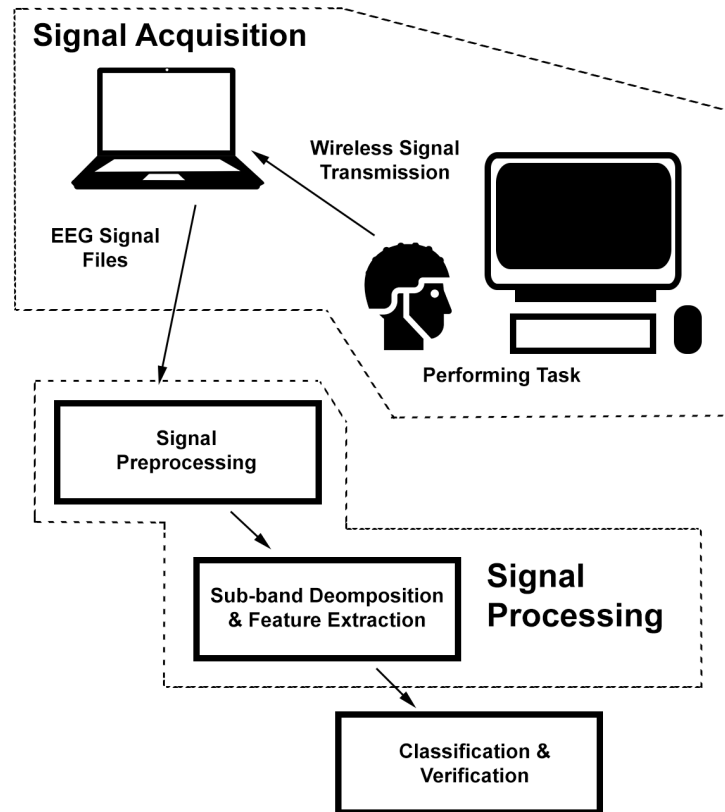 Signal Acquisition
Wireless Signal
Transmission
EEG Signal
Files
Performing Task
Signal
Preprocessing
Sub-band Deomposition
& Feature Extraction
Signal
Processing
Classification &
Verification